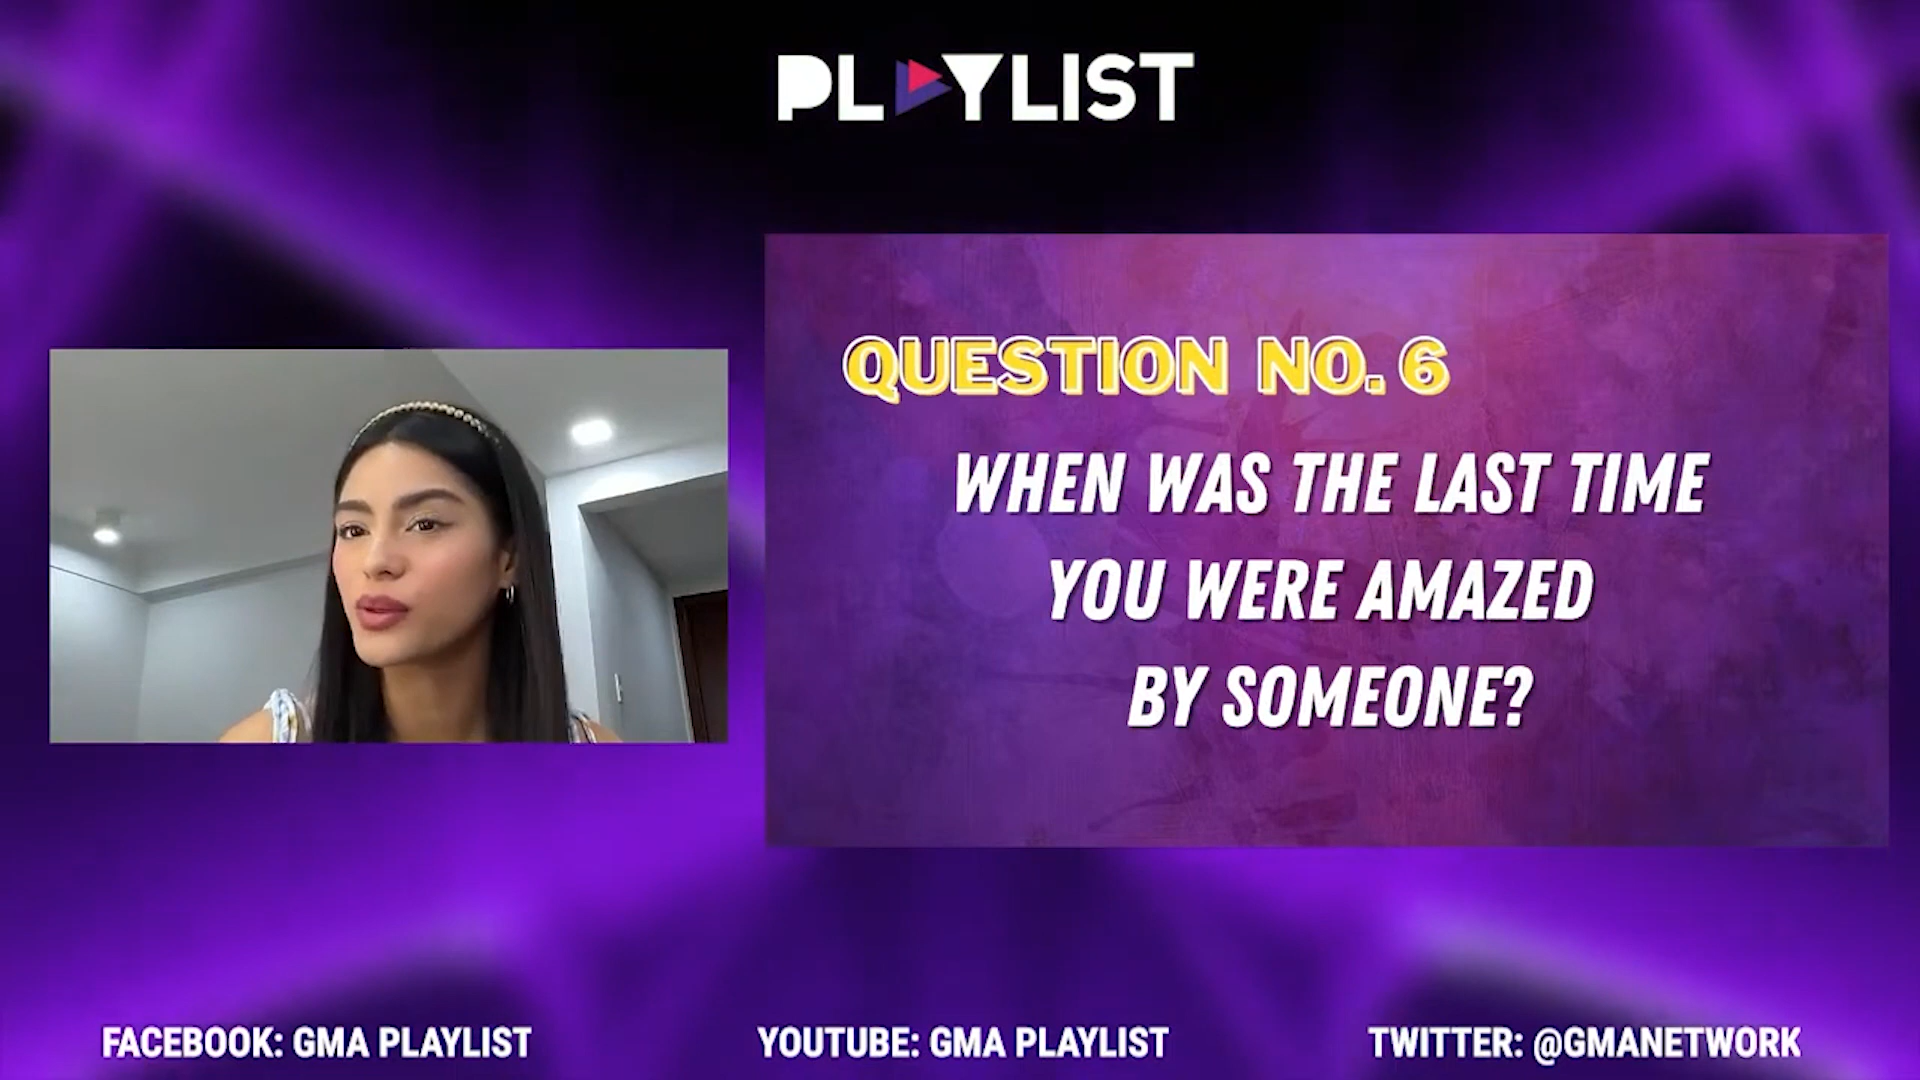 PLAYLIST
QUESTION NO. 6
WHEN WAS THE LAST TIME
YOU WERE AMAZED
BY SOMEONE?
FACEBOOK: GMA PLAYLIST
YOUTUBE: GMA PLAYLIST
TWITTER: @GMANETWORK